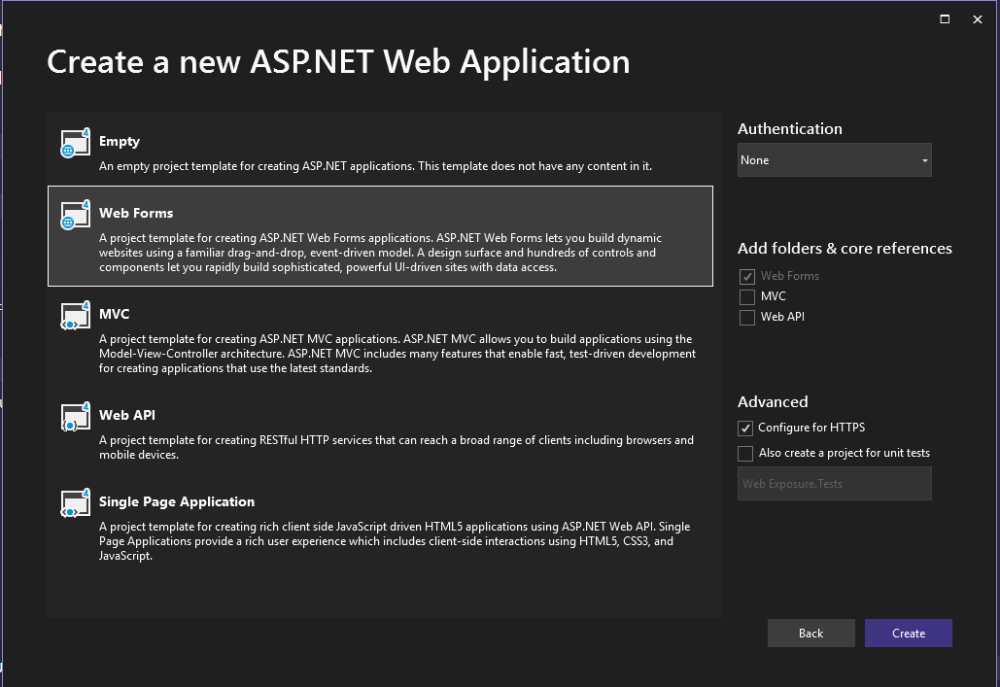 Create a new ASP.NET Web Application
Empty
An empty project template for creating ASP.NET applications. This template does not have any content in it.
Web Forms
A project template for creating ASP.NET Web Forms applications. ASP.NET Web Forms lets you build dynamic
websites using a familiar drag-and-drop, event-driven model. A design surface and hundreds of controls and
components let you rapidly build sophisticated, powerful UI-driven sites with data access.
MVC
A project template for creating ASP.NET MVC applications. ASP.NET MVC allows you to build applications using the
Model-View-Controller architecture. ASP.NET MVC includes many features that enable fast, test-driven development
for creating applications that use the latest standards.
Web API
A project template for creating RESTful HTTP services that can reach a broad range of clients including browsers and
mobile devices.
Single Page Application
A project template for creating rich client side JavaScript driven HTML5 applications using ASP.NET Web API. Single
Page Applications provide a rich user experience which includes client-side interactions using HTML5, CSS3, and
JavaScript.
Authentication
None
Add folders & core references
Web Forms
MVC
Web API
Advanced
Configure for HTTPS
Also create a project for unit tests
Web Exposure.Tests
Back
Create